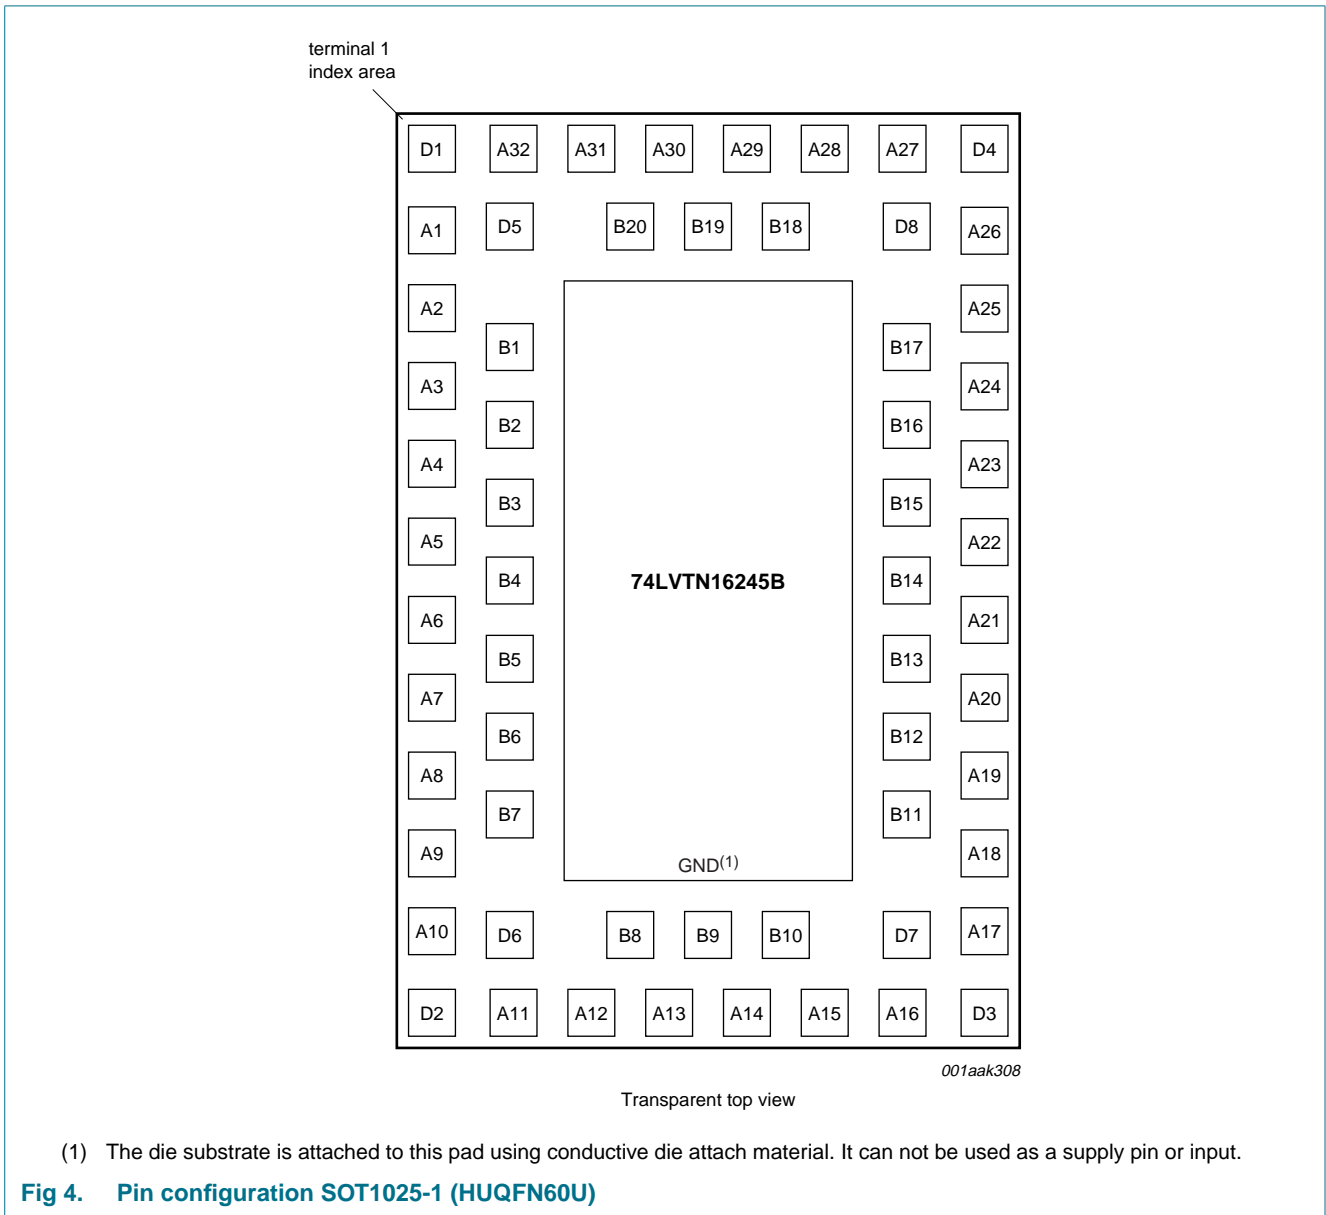 terminal 1
index area
D1 A32 A31 A30 A29 A28 A27 D4
A1 D5 B20 B19 B18 D8 A26
A2 A25
B1 B17
A3 A24
B2 B16
A4 A23
B3 B15
A5 A22
B4 74LVTN16245B B14
A6 A21
B5 B13
A7 A20
B6 B12
A8 A19
B7 B11
A9 GND(1) A18
A10 D6 B8 B9 B10 D7 A17
D2 A11 A12 A13 A14 A15 A16 D3
001aak308
Transparent top view
(1) The die substrate is attached to this pad using conductive die attach material. It can not be used as a supply pin or input.
Fig 4. Pin configuration SOT1025-1 (HUQFN60U)